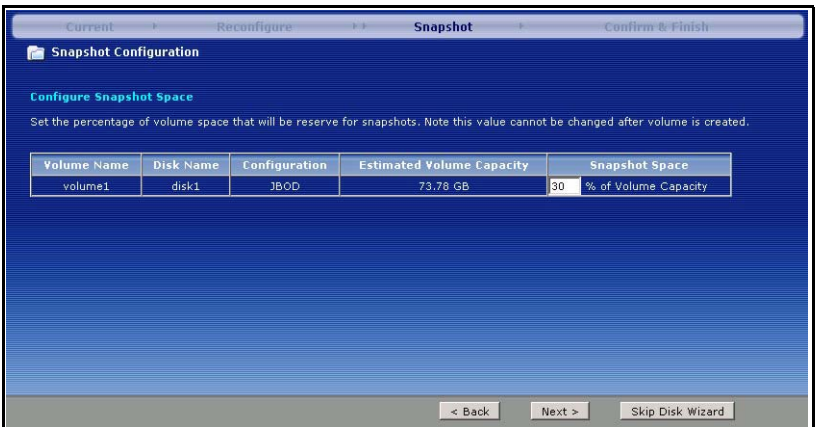 Current Reconfigure Snapshot Confirm & Finish
Snapshot Configuration
Configure Snapshot Space
Set the percentage of volume space that will be reserve for snapshots. Note this value cannot be changed after volume is created.
Volume Name Disk Name Configuration Estimated Volume Capacity Snapshot Space
volume1 disk1 JBOD 73.78 GB 30 % of Volume Capacity
< Back Next > Skip Disk Wizard